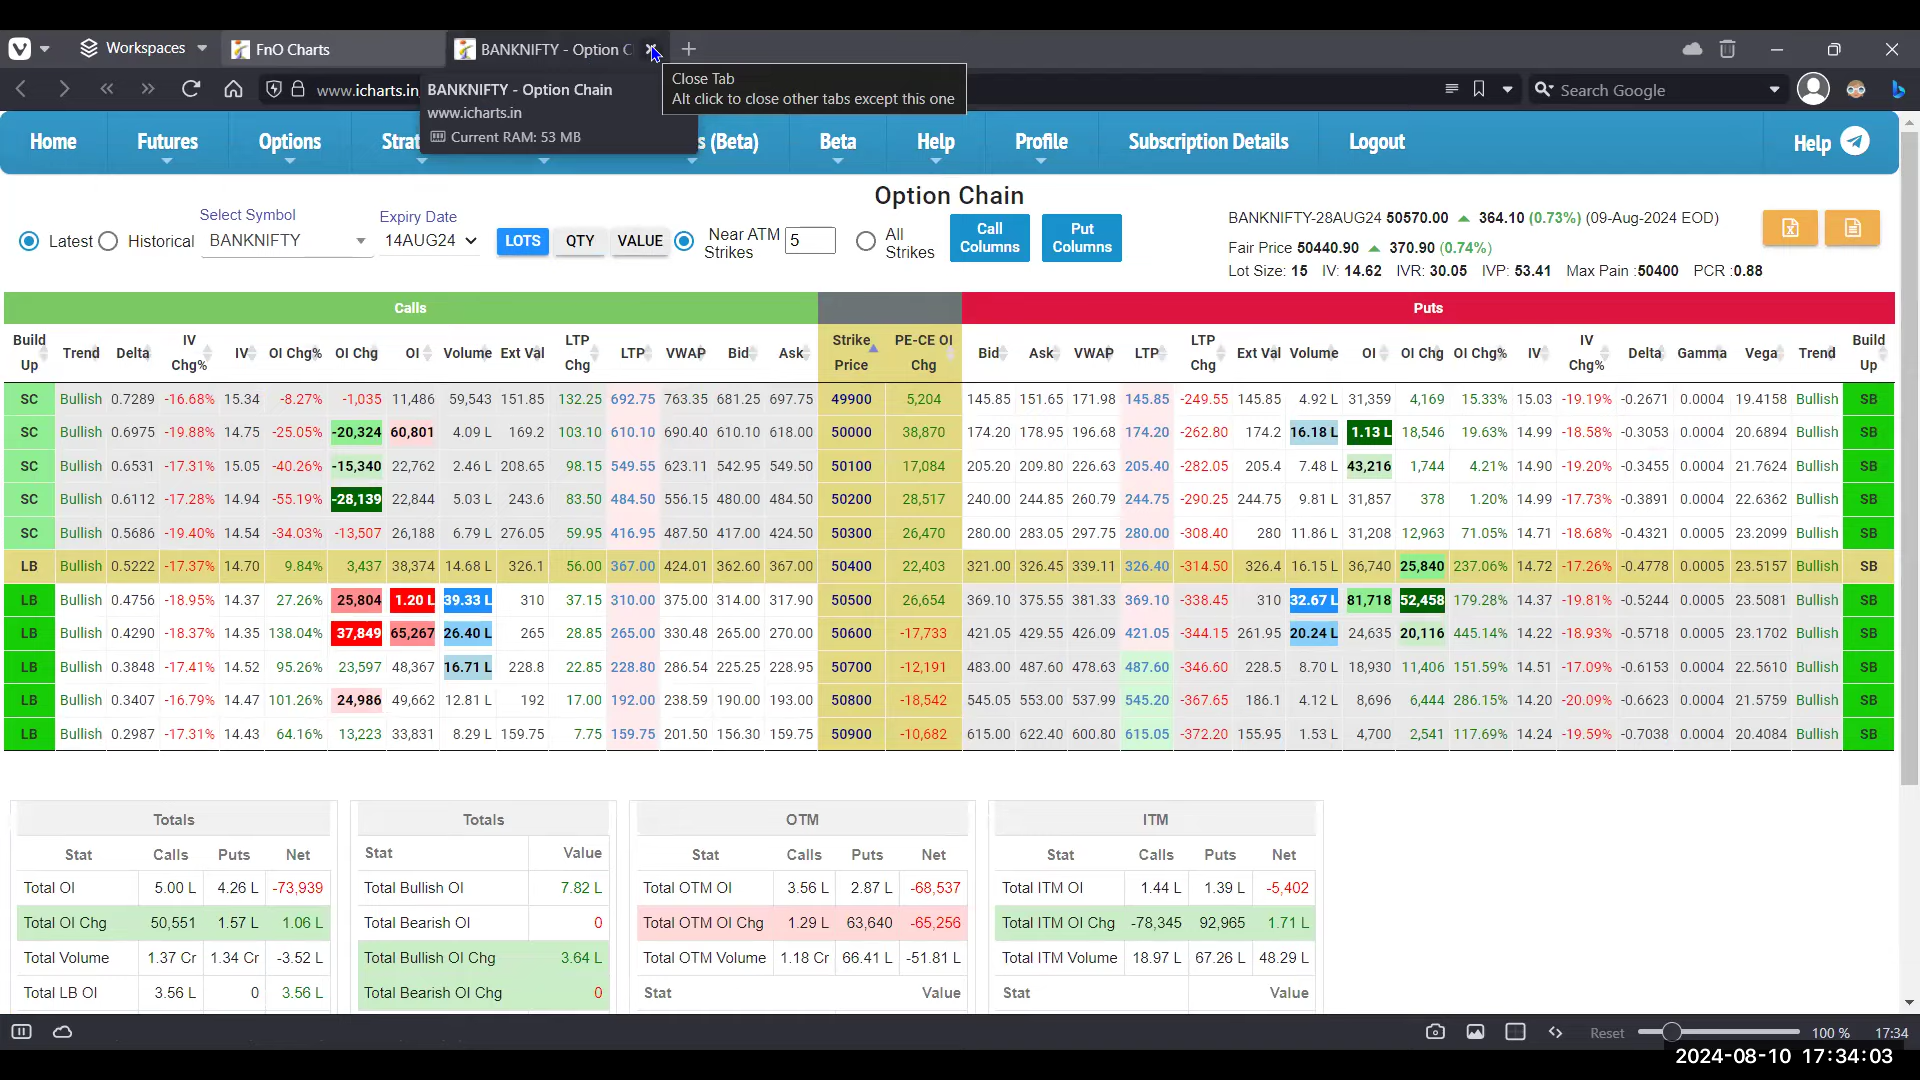 Workspaces FnO Charts BANKNIFTY - Option C
Close Tab
Alt click to close other tabs except this one
www.icharts.in
BANKNIFTY - Option Chain
www.icharts.in
Current RAM: 53 MB
Search Google
Home Futures Options Strat s (Beta) Beta Help Profile Subscription Details Logout Help
Option Chain
Latest Historical Select Symbol BANKNIFTY Expiry Date 14AUG24 LOTS QTY VALUE Near ATM Strikes 5 All Strikes Call Columns Put Columns
BANKNIFTY-28AUG24 50570.00 ▲ 364.10 (0.73%) (09-Aug-2024 EOD)
Fair Price 50440.90 ▲ 370.90 (0.74%)
Lot Size: 15 IV: 14.62 IVR: 30.05 IVP: 53.41 Max Pain :50400 PCR :0.88
Calls Puts
Build Up Trend Delta IV Chg% IV OI Chg% OI Chg OI Volume Ext Val LTP Chg LTP VWAP Bid Ask Strike Price PE-CE OI Chg Bid Ask VWAP LTP LTP Chg Ext Val Volume OI OI Chg OI Chg% IV IV Chg% Delta Gamma Vega Trend Build Up
SC Bullish 0.7289 -16.68% 15.34 -8.27% -1,035 11,486 59,543 151.85 132.25 692.75 763.35 681.25 697.75 49900 5,204 145.85 151.65 171.98 145.85 -249.55 145.85 4.92 L 31,359 4,169 15.33% 15.03 -19.19% -0.2671 0.0004 19.4158 Bullish SB
SC Bullish 0.6975 -19.88% 14.75 -25.05% -20,324 60,801 4.09 L 169.2 103.10 610.10 690.40 610.10 618.00 50000 38,870 174.20 178.95 196.68 174.20 -262.80 174.2 16.18 L 1.13 L 18,546 19.63% 14.99 -18.58% -0.3053 0.0004 20.6894 Bullish SB
SC Bullish 0.6531 -17.31% 15.05 -40.26% -15,340 22,762 2.46 L 208.65 98.15 549.55 623.11 542.95 549.50 50100 17,084 205.20 209.80 226.63 205.40 -282.05 205.4 7.48 L 43,216 1,744 4.21% 14.90 -19.20% -0.3455 0.0004 21.7624 Bullish SB
SC Bullish 0.6112 -17.28% 14.94 -55.19% -28,139 22,844 5.03 L 243.6 83.50 484.50 556.15 480.00 484.50 50200 28,517 240.00 244.85 260.79 244.75 -290.25 244.75 9.81 L 31,857 378 1.20% 14.99 -17.73% -0.3891 0.0004 22.6362 Bullish SB
SC Bullish 0.5686 -19.40% 14.54 -34.03% -13,507 26,188 6.79 L 276.05 59.95 416.95 487.50 417.00 424.50 50300 26,470 280.00 283.05 297.75 280.00 -308.40 280 11.86 L 31,208 12,963 71.05% 14.71 -18.68% -0.4321 0.0004 23.2099 Bullish SB
LB Bullish 0.5222 -17.37% 14.70 9.84% 3,437 38,374 14.68 L 326.1 56.00 367.00 424.01 362.60 367.00 50400 22,403 321.00 326.45 339.11 326.40 -314.50 326.4 16.15 L 36,740 25,840 237.06% 14.72 -17.26% -0.4778 0.0004 23.5157 Bullish SB
LB Bullish 0.4756 -18.95% 14.37 27.26% 25,804 1.20 L 39.33 L 310 37.15 310.00 375.00 314.00 317.90 50500 26,654 369.10 375.55 381.33 369.10 -338.45 310 32.67 L 81,718 52,458 179.28% 14.37 -19.81% -0.5244 0.0004 23.5081 Bullish SB
LB Bullish 0.4290 -18.37% 14.35 138.04% 37,849 65,267 26.40 L 265 28.85 265.00 330.48 265.00 270.00 50600 -17,733 421.05 429.55 426.09 421.05 -344.15 261.95 20.24 L 24,635 20,116 445.14% 14.22 -18.93% -0.5718 0.0004 23.1702 Bullish SB
LB Bullish 0.3848 -17.41% 14.52 95.26% 23,597 48,367 16.71 L 228.8 22.85 228.80 286.54 225.25 228.95 50700 -12,191 483.00 487.60 478.63 487.60 -346.60 228.5 8.70 L 18,930 11,406 151.59% 14.51 -17.09% -0.6153 0.0004 22.5610 Bullish SB
LB Bullish 0.3407 -16.79% 14.47 101.26% 24,986 49,662 12.81 L 192 17.00 192.00 238.59 190.00 193.00 50800 -18,542 545.05 553.00 537.99 545.20 -367.65 186.1 4.12 L 8,696 6,444 286.15% 14.20 -20.09% -0.6623 0.0004 21.5759 Bullish SB
LB Bullish 0.2987 -17.31% 14.43 64.16% 13,223 33,831 8.29 L 159.75 7.75 159.75 201.50 156.30 159.75 50900 -10,682 615.00 622.40 600.80 615.05 -372.20 155.95 1.53 L 4,700 2,541 117.69% 14.24 -19.59% -0.7038 0.0004 20.4084 Bullish SB
Totals Totals OTM ITM
Stat Calls Puts Net Stat Value Stat Calls Puts Net Stat Calls Puts Net
Total OI 5.00 L 4.26 L -73,939 Total Bullish OI 7.82 L Total OTM OI 3.56 L 2.87 L -68,537 Total ITM OI 1.44 L 1.39 L -5,402
Total OI Chg 50,551 1.57 L 1.06 L Total Bearish OI 0 Total OTM OI Chg 1.29 L 63,640 -65,256 Total ITM OI Chg -78,345 92,965 1.71 L
Total Volume 1.37 Cr 1.34 Cr -3.52 L Total Bullish OI Chg 3.64 L Total OTM Volume 1.18 Cr 66.41 L -51.81 L Total ITM Volume 18.97 L 67.26 L 48.29 L
Total LB OI 3.56 L 0 3.56 L Total Bearish OI Chg 0 Stat Value Stat Value
Reset 100 % 17:34
2024-08-10 17:34:03